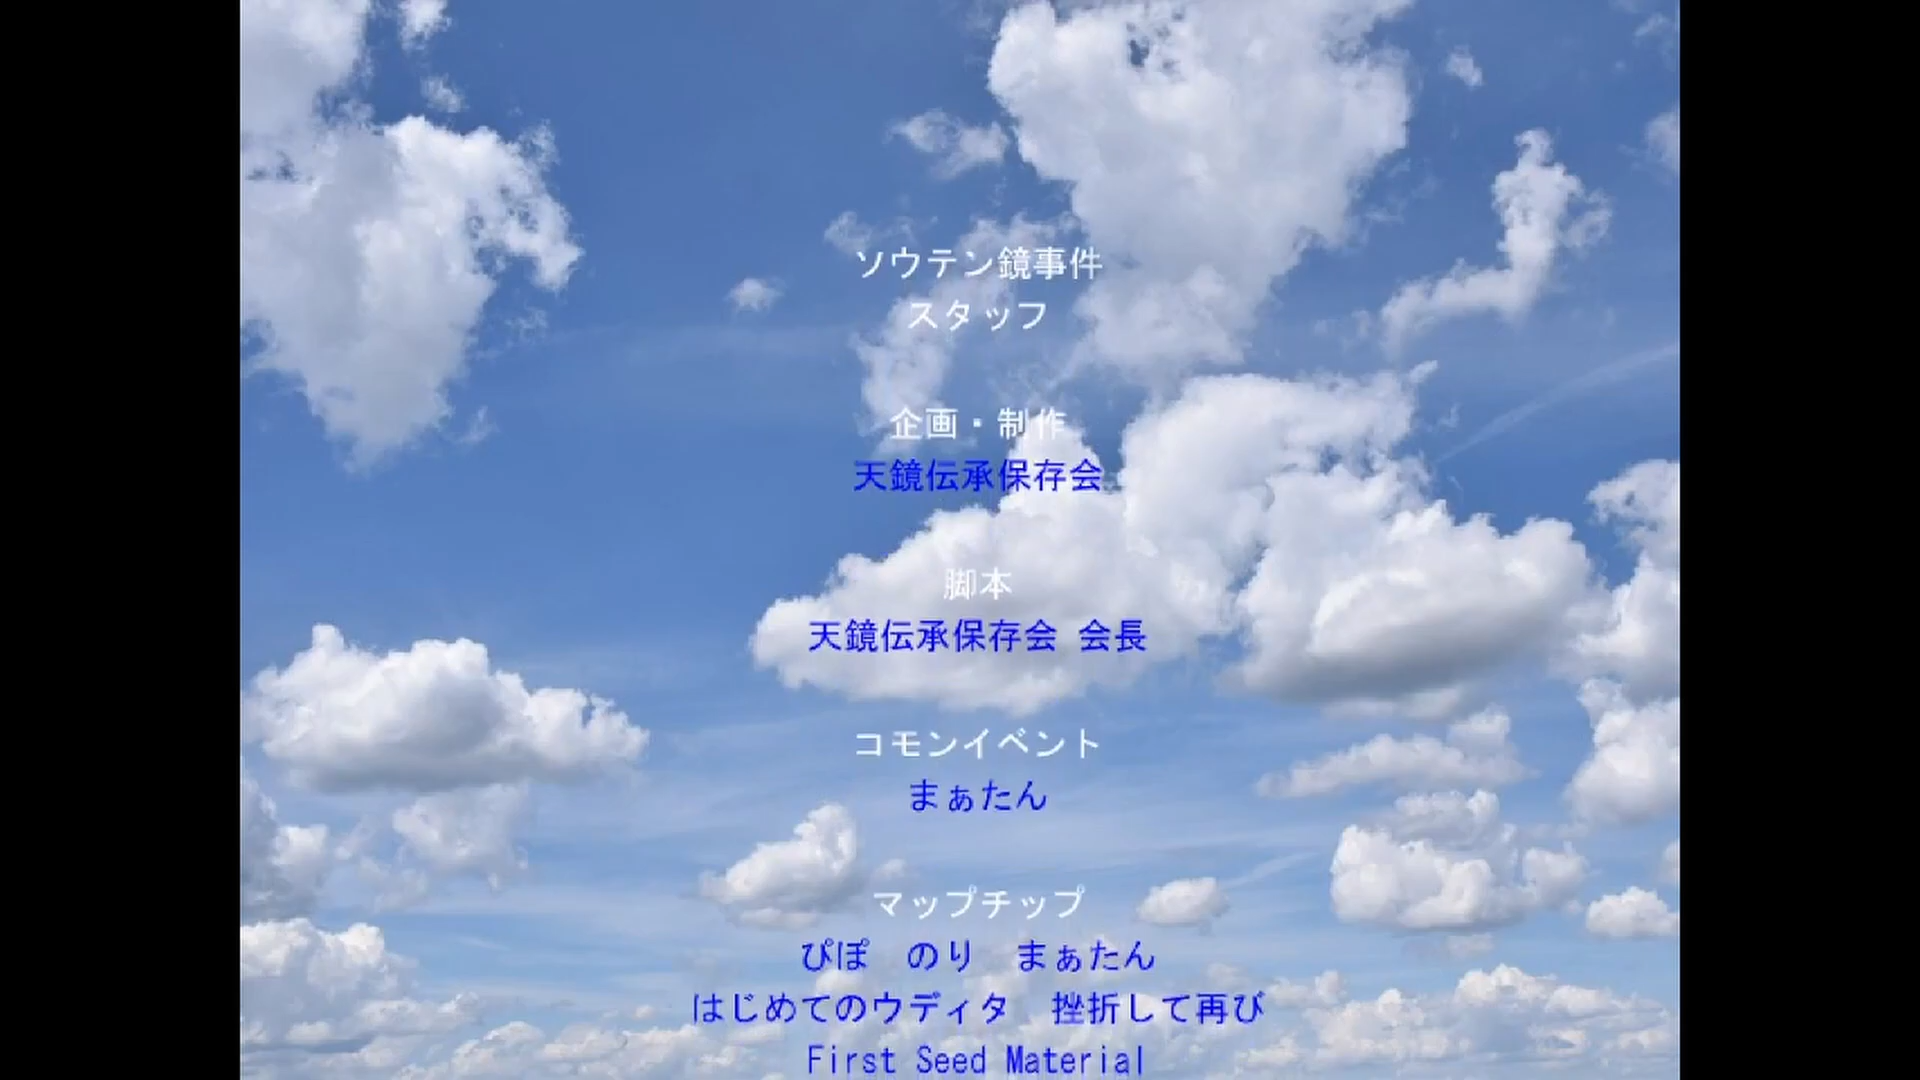 ソウテン鏡事件
スタッフ
企画・制作
天鏡伝承保存会
脚本
天鏡伝承保存会 会長
コモンイベント
まぁたん
マップチップ
ぴぽ　のり　まぁたん
はじめてのウディタ　挫折して再び
First Seed Material